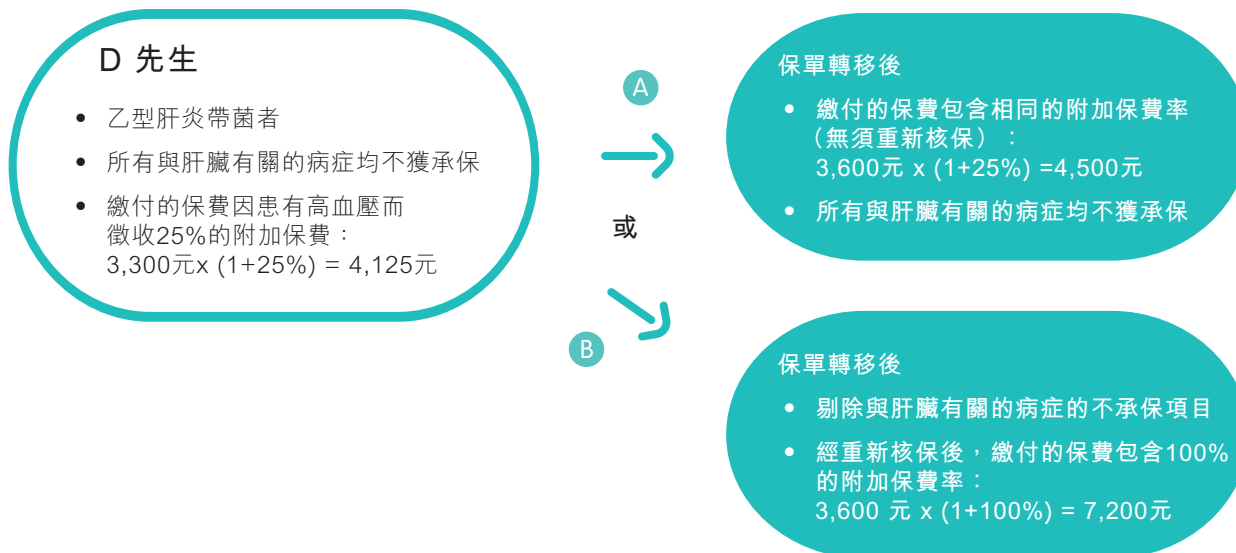 D 先生
• 乙型肝炎帶菌者
• 所有與肝臟有關的病症均不獲承保
• 繳付的保費因患有高血壓而
徵收25%的附加保費：
3,300元x (1+25%) = 4,125元
A
或
B
保單轉移後
• 繳付的保費包含相同的附加保費率
（無須重新核保）：
3,600元 x (1+25%) =4,500元
• 所有與肝臟有關的病症均不獲承保
保單轉移後
• 剔除與肝臟有關的病症的不承保項目
• 經重新核保後，繳付的保費包含100%
的附加保費率：
3,600 元 x (1+100%) = 7,200元